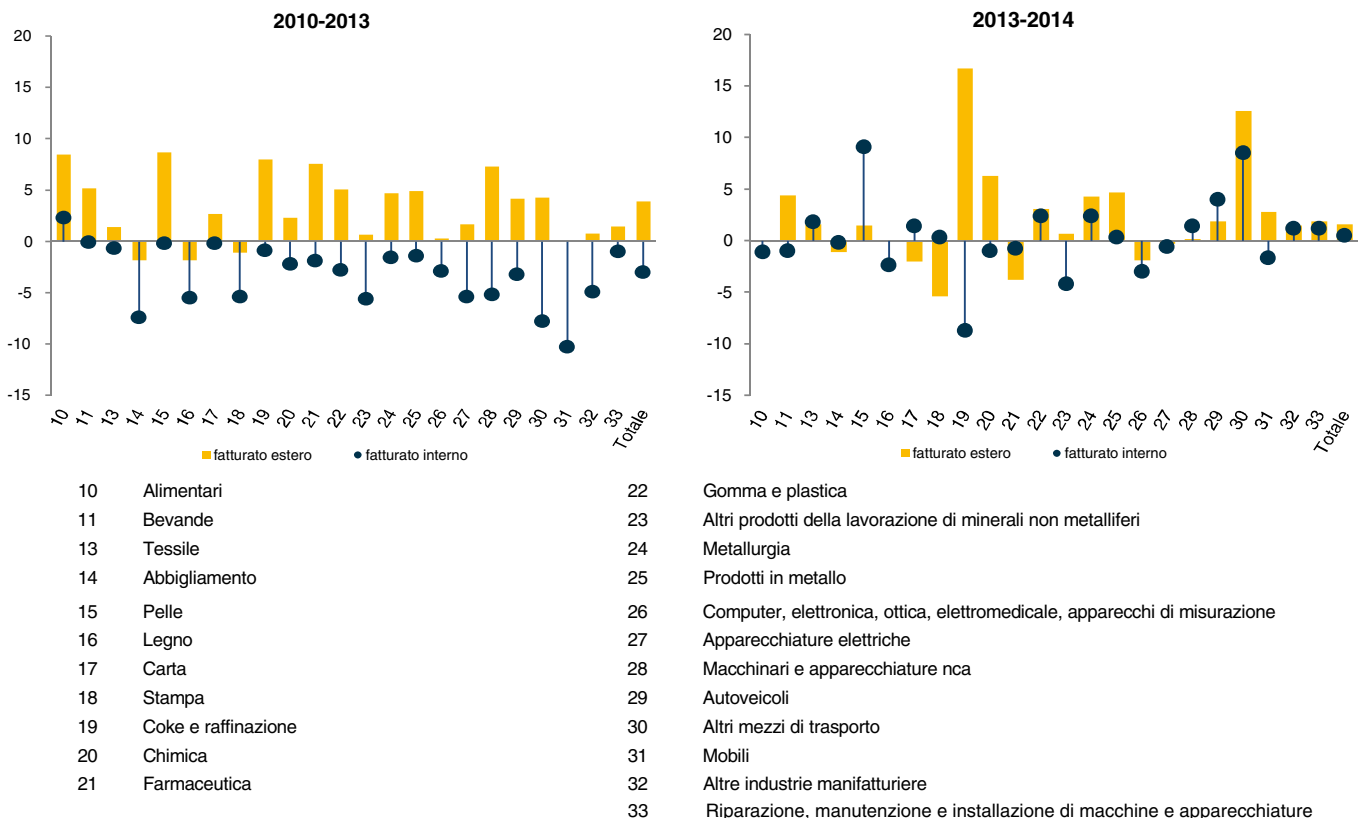 2010-2013
20
15
10
5
0
-5
-10
-15
10 11 13 14 15 16 17 18 19 20 21 22 23 24 25 26 27 28 29 30 31 32 33 Totale
fatturato estero fatturato interno
2013-2014
20
15
10
5
0
-5
-10
-15
10 11 13 14 15 16 17 18 19 20 21 22 23 24 25 26 27 28 29 30 31 32 33 Totale
fatturato estero fatturato interno
10 Alimentari
11 Bevande
13 Tessile
14 Abbigliamento
15 Pelle
16 Legno
17 Carta
18 Stampa
19 Coke e raffinazione
20 Chimica
21 Farmaceutica
22 Gomma e plastica
23 Altri prodotti della lavorazione di minerali non metalliferi
24 Metallurgia
25 Prodotti in metallo
26 Computer, elettronica, ottica, elettromedicale, apparecchi di misurazione
27 Apparecchiature elettriche
28 Macchinari e apparecchiature nca
29 Autoveicoli
30 Altri mezzi di trasporto
31 Mobili
32 Altre industrie manifatturiere
33 Riparazione, manutenzione e installazione di macchine e apparecchiature